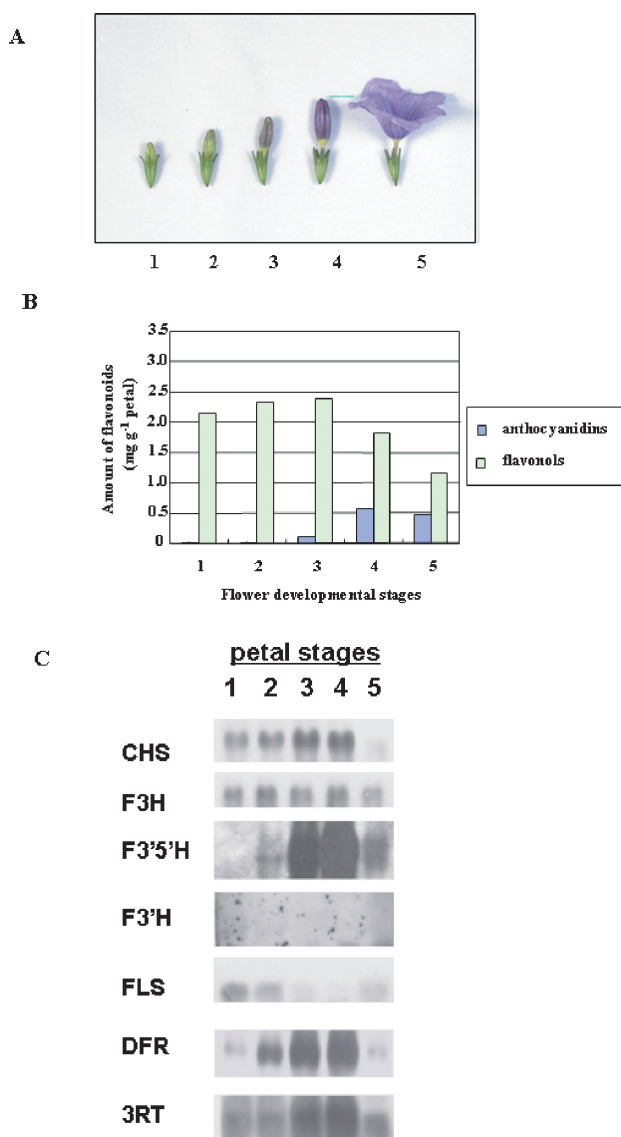 A
1 2 3 4 5
B
3.5
3.0
2.5
2.0
1.5
1.0
0.5
0
Amount of flavonoids
(mg g-1 petal)
anthocyanidins
flavonols
1 2 3 4 5
Flower developmental stages
C
petal stages
1 2 3 4 5
CHS
F3H
F3'5'H
F3'H
FLS
DFR
3RT